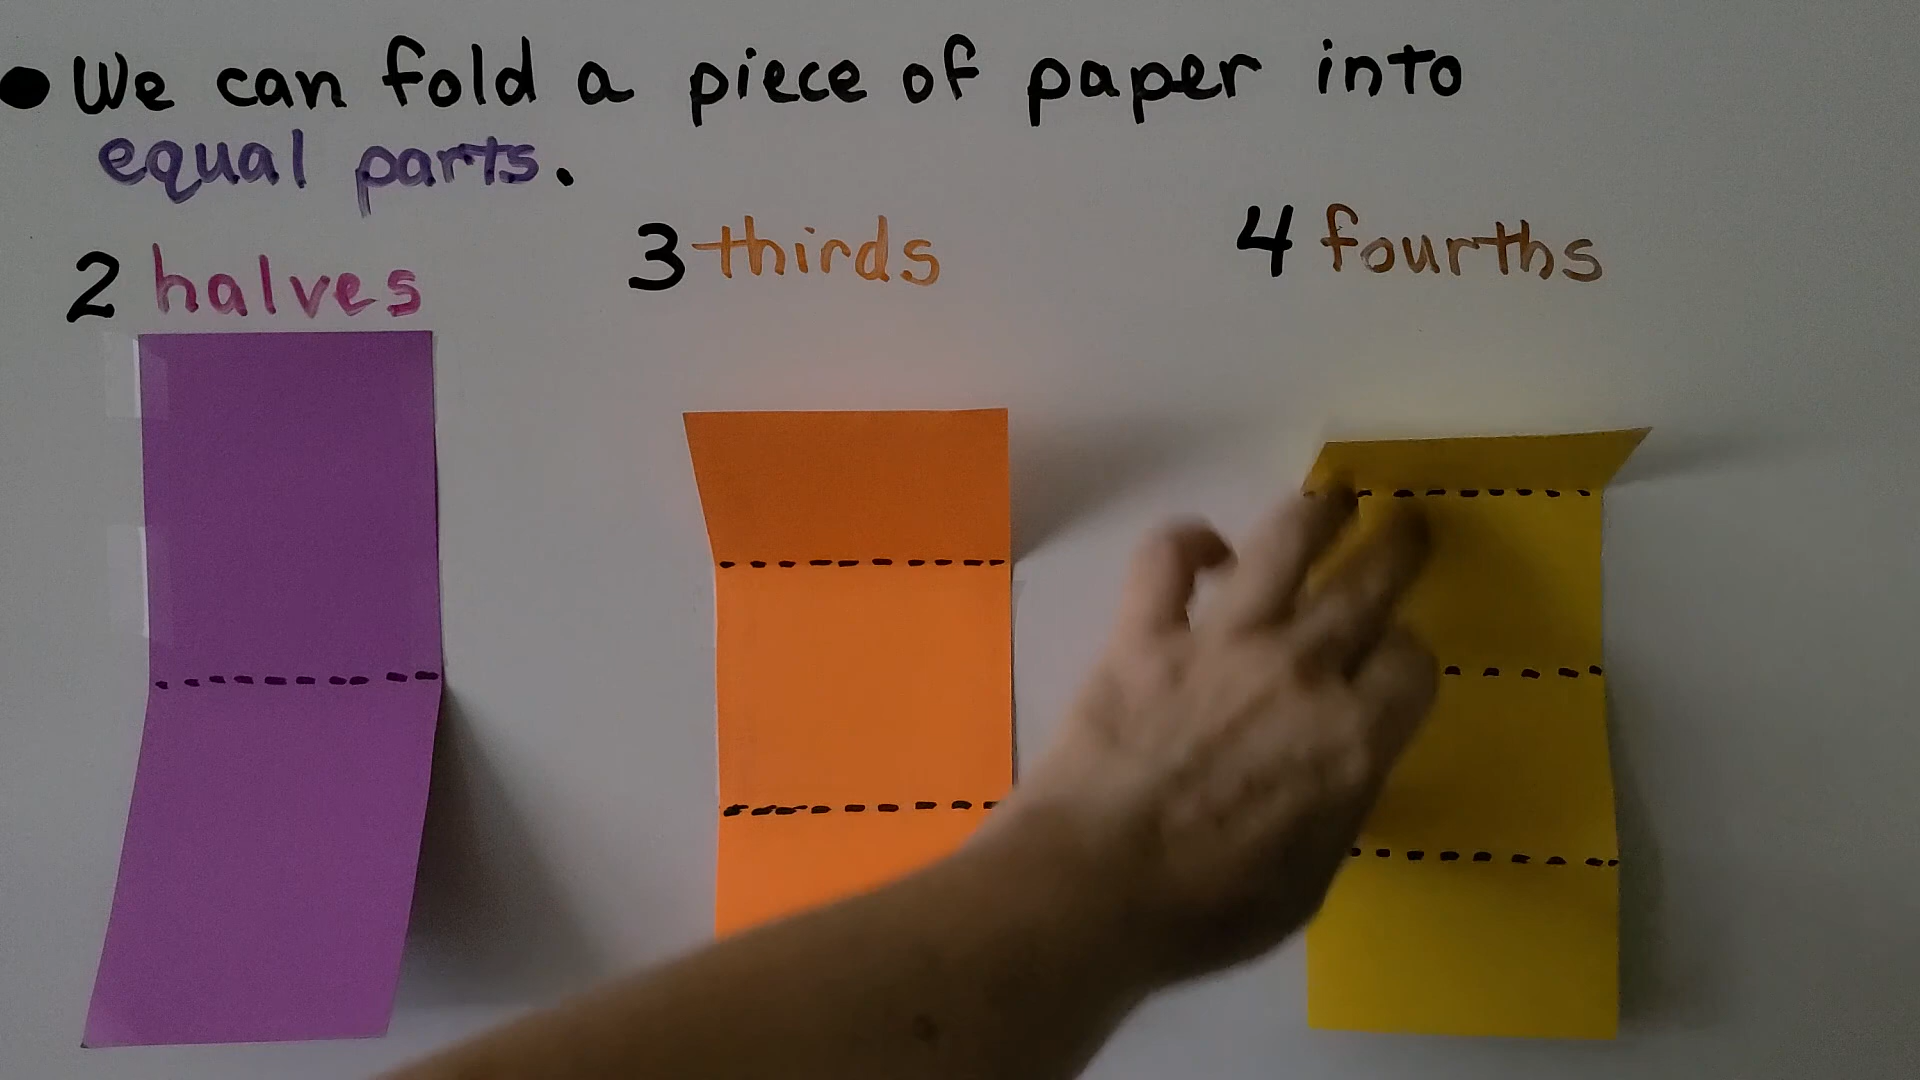 We can fold a piece of paper into
equal parts.
2 halves
3 thirds
4 fourths